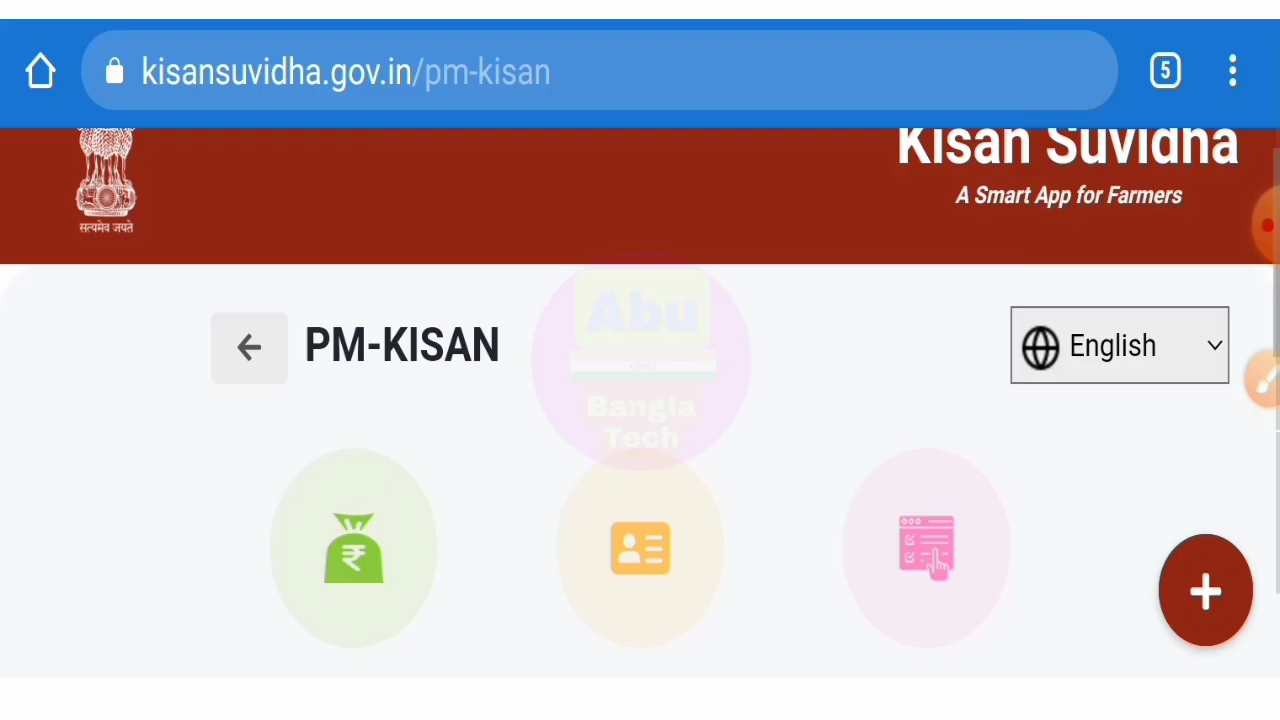 kisansuvidha.gov.in/pm-kisan
5
Kisan Suvidha
A Smart App for Farmers
सत्यमेव जयते
Abu
PM-KISAN
English
Bangla
Tech
₹